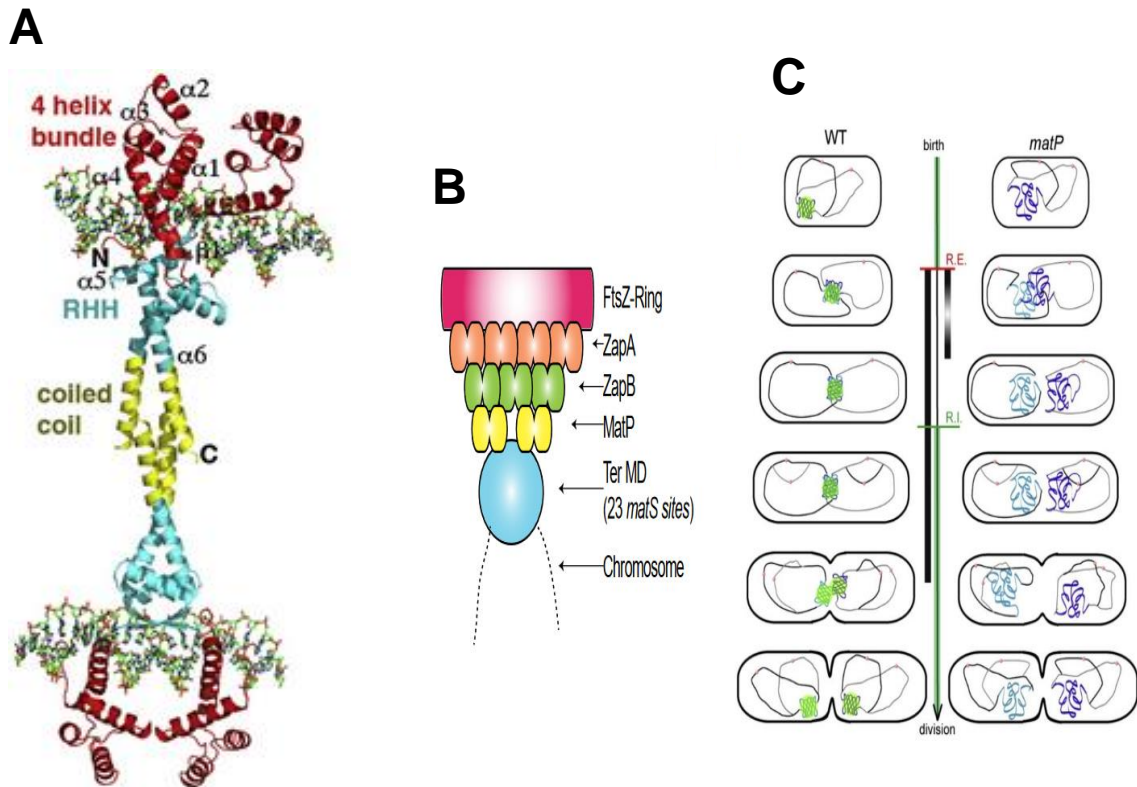 A
4 helix
bundle
α2
α3
α4
α1
N
β1
α5
RHH
α6
coiled
coil
C
B
FtsZ-Ring
ZapA
ZapB
MatP
Ter MD
(23 matS sites)
Chromosome
C
WT
birth
matP
R.E.
R.I.
division